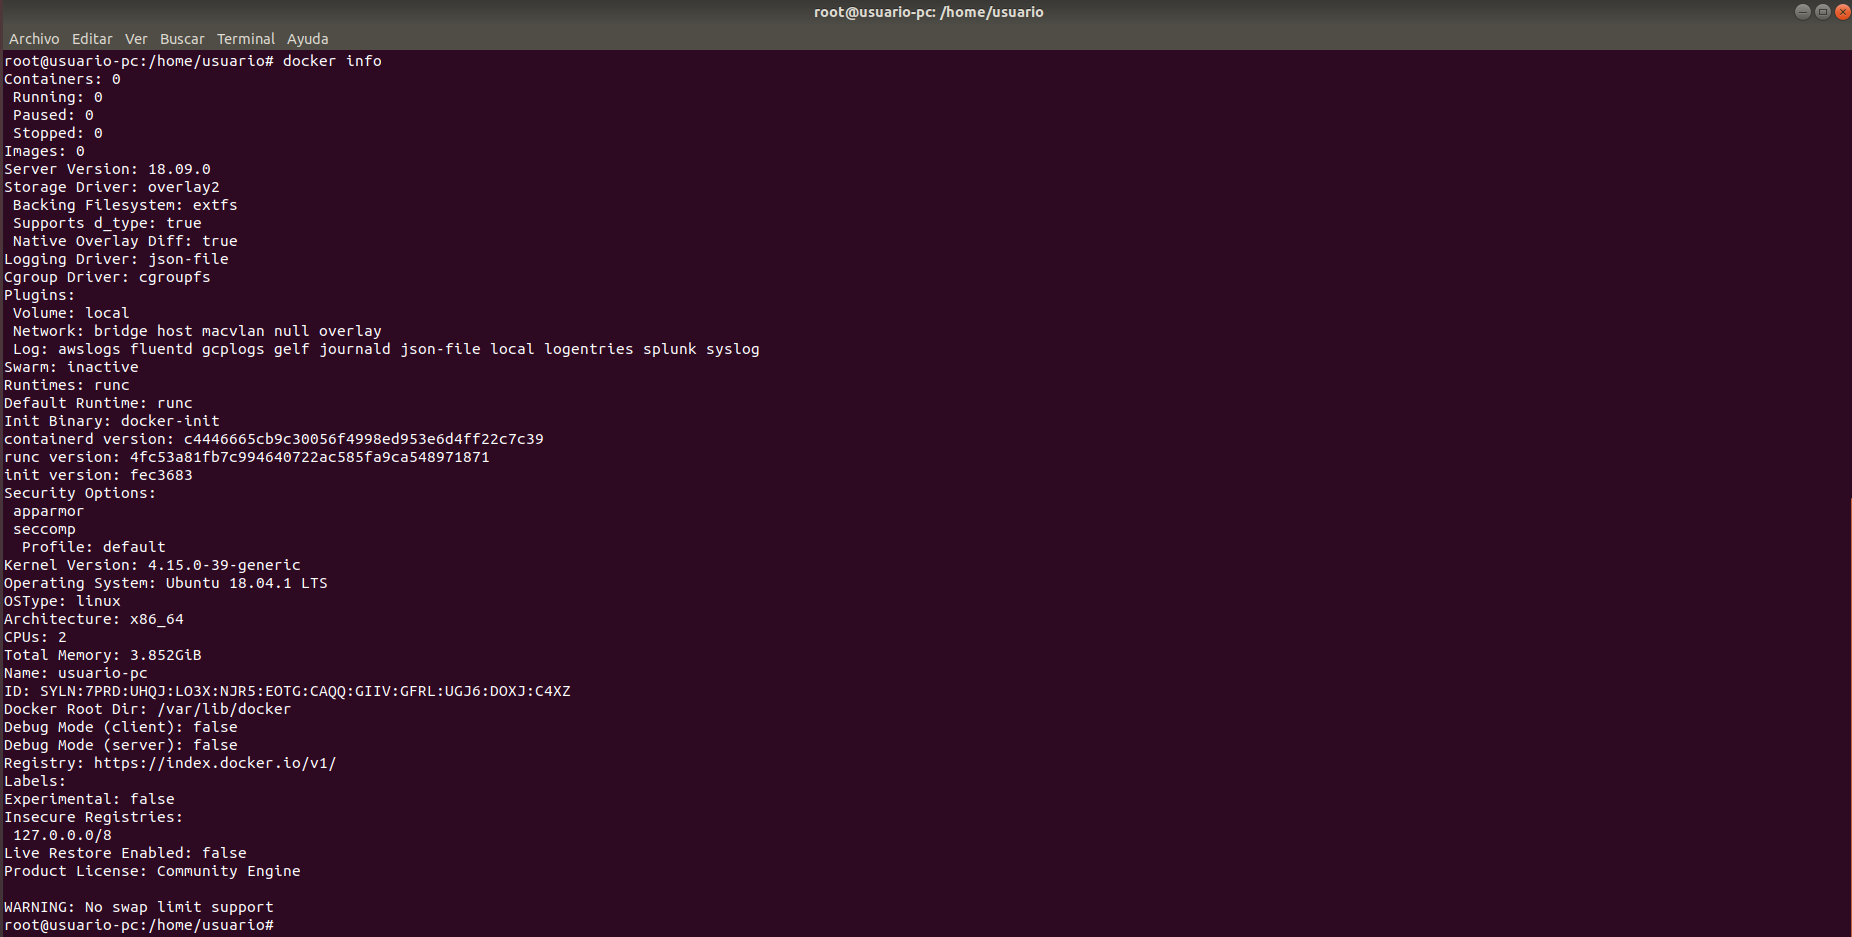 root@usuario-pc: /home/usuario
Archivo Editar Ver Buscar Terminal Ayuda
root@usuario-pc:/home/usuario# docker info
Containers: 0
 Running: 0
 Paused: 0
 Stopped: 0
Images: 0
Server Version: 18.09.0
Storage Driver: overlay2
 Backing Filesystem: extfs
 Supports d_type: true
 Native Overlay Diff: true
Logging Driver: json-file
Cgroup Driver: cgroupfs
Plugins:
 Volume: local
 Network: bridge host macvlan null overlay
 Log: awslogs fluentd gcplogs gelf journald json-file local logentries splunk syslog
Swarm: inactive
Runtimes: runc
Default Runtime: runc
Init Binary: docker-init
containerd version: c4446665cb9c30056f4998ed953e6d4ff22c7c39
runc version: 4fc53a81fb7c994640722ac585fa9ca548971871
init version: fec3683
Security Options:
 apparmor
 seccomp
  Profile: default
Kernel Version: 4.15.0-39-generic
Operating System: Ubuntu 18.04.1 LTS
OSType: linux
Architecture: x86_64
CPUs: 2
Total Memory: 3.852GiB
Name: usuario-pc
ID: SYLN:7PRD:UHQJ:LO3X:NJR5:EOTG:CAQQ:GIIV:GFRL:UGJ6:DOXJ:C4XZ
Docker Root Dir: /var/lib/docker
Debug Mode (client): false
Debug Mode (server): false
Registry: https://index.docker.io/v1/
Labels:
Experimental: false
Insecure Registries:
 127.0.0.0/8
Live Restore Enabled: false
Product License: Community Engine

WARNING: No swap limit support
root@usuario-pc:/home/usuario#